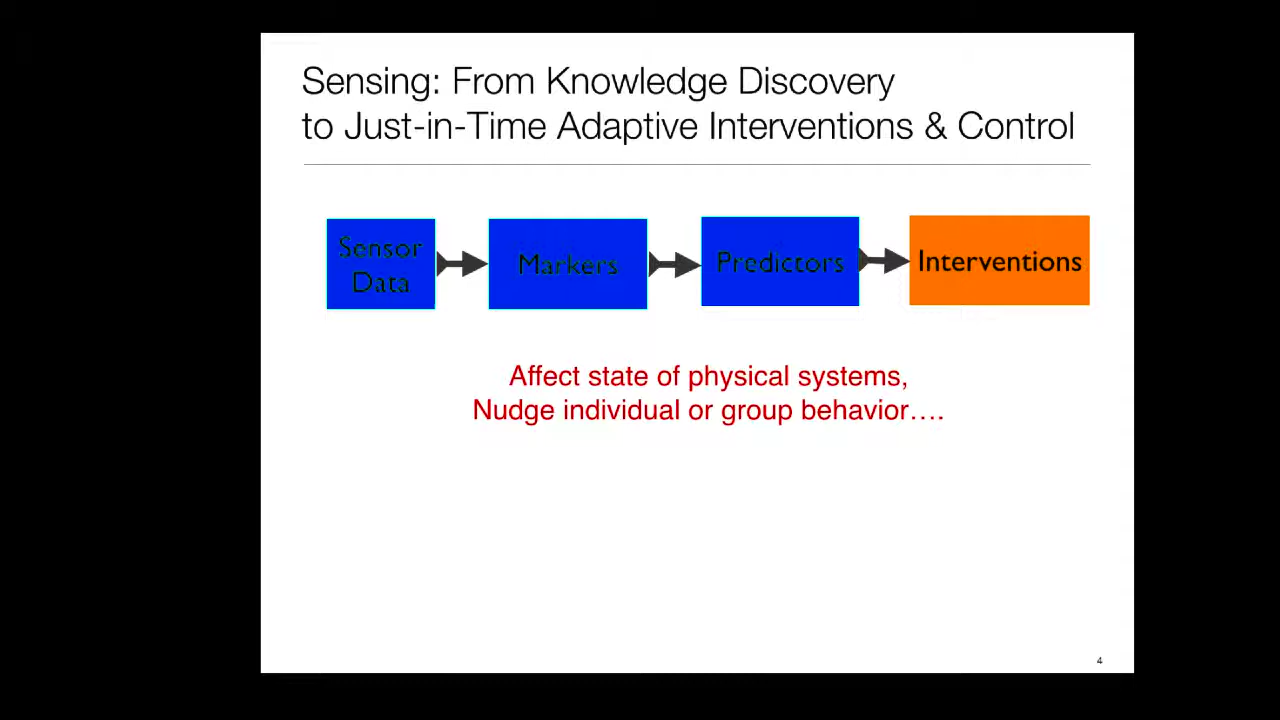 Sensing: From Knowledge Discovery
to Just-in-Time Adaptive Interventions & Control
Sensor
Data
Markers
Predictors
Interventions
Affect state of physical systems,
Nudge individual or group behavior....
4